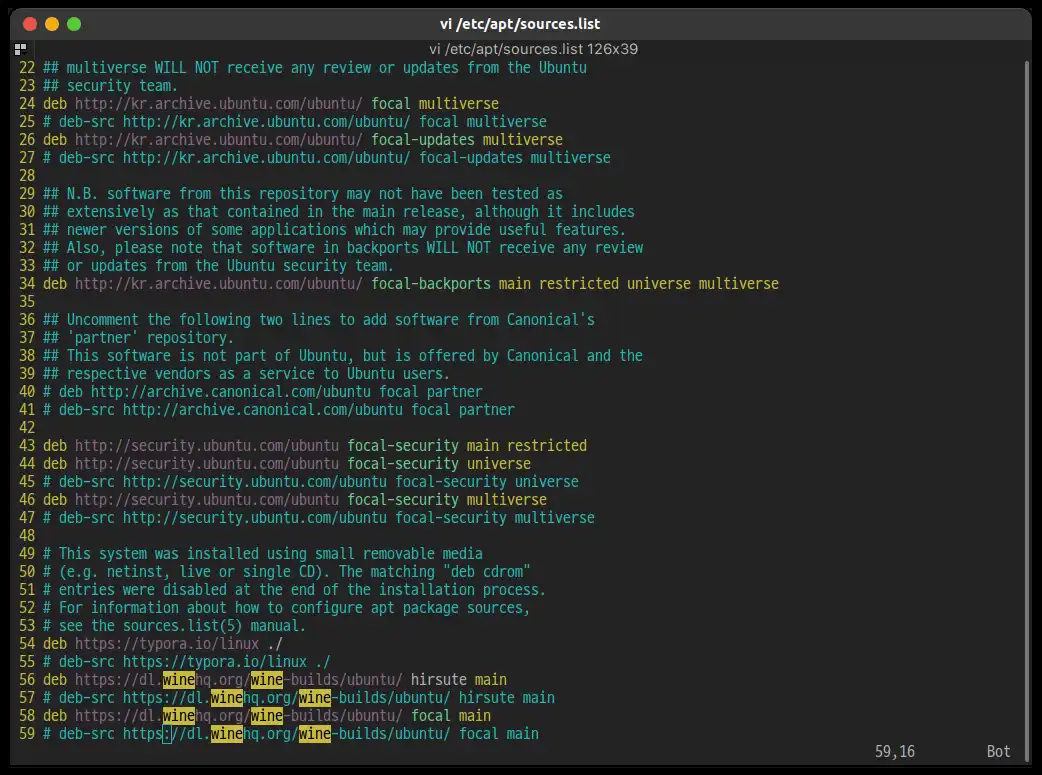 vi /etc/apt/sources.list
vi /etc/apt/sources.list 126x39
22 ## multiverse WILL NOT receive any review or updates from the Ubuntu
23 ## security team.
24 deb http://kr.archive.ubuntu.com/ubuntu/ focal multiverse
25 # deb-src http://kr.archive.ubuntu.com/ubuntu/ focal multiverse
26 deb http://kr.archive.ubuntu.com/ubuntu/ focal-updates multiverse
27 # deb-src http://kr.archive.ubuntu.com/ubuntu/ focal-updates multiverse
28
29 ## N.B. software from this repository may not have been tested as
30 ## extensively as that contained in the main release, although it includes
31 ## newer versions of some applications which may provide useful features.
32 ## Also, please note that software in backports WILL NOT receive any review
33 ## or updates from the Ubuntu security team.
34 deb http://kr.archive.ubuntu.com/ubuntu/ focal-backports main restricted universe multiverse
35
36 ## Uncomment the following two lines to add software from Canonical's
37 ## 'partner' repository.
38 ## This software is not part of Ubuntu, but is offered by Canonical and the
39 ## respective vendors as a service to Ubuntu users.
40 # deb http://archive.canonical.com/ubuntu focal partner
41 # deb-src http://archive.canonical.com/ubuntu focal partner
42
43 deb http://security.ubuntu.com/ubuntu focal-security main restricted
44 deb http://security.ubuntu.com/ubuntu focal-security universe
45 # deb-src http://security.ubuntu.com/ubuntu focal-security universe
46 deb http://security.ubuntu.com/ubuntu focal-security multiverse
47 # deb-src http://security.ubuntu.com/ubuntu focal-security multiverse
48
49 # This system was installed using small removable media
50 # (e.g. netinst, live or single CD). The matching "deb cdrom"
51 # entries were disabled at the end of the installation process.
52 # For information about how to configure apt package sources,
53 # see the sources.list(5) manual.
54 deb https://typora.io/linux ./
55 # deb-src https://typora.io/linux ./
56 deb https://dl.winehq.org/wine-builds/ubuntu/ hirsute main
57 # deb-src https://dl.winehq.org/wine-builds/ubuntu/ hirsute main
58 deb https://dl.winehq.org/wine-builds/ubuntu/ focal main
59 # deb-src https://dl.winehq.org/wine-builds/ubuntu/ focal main
59,16 Bot